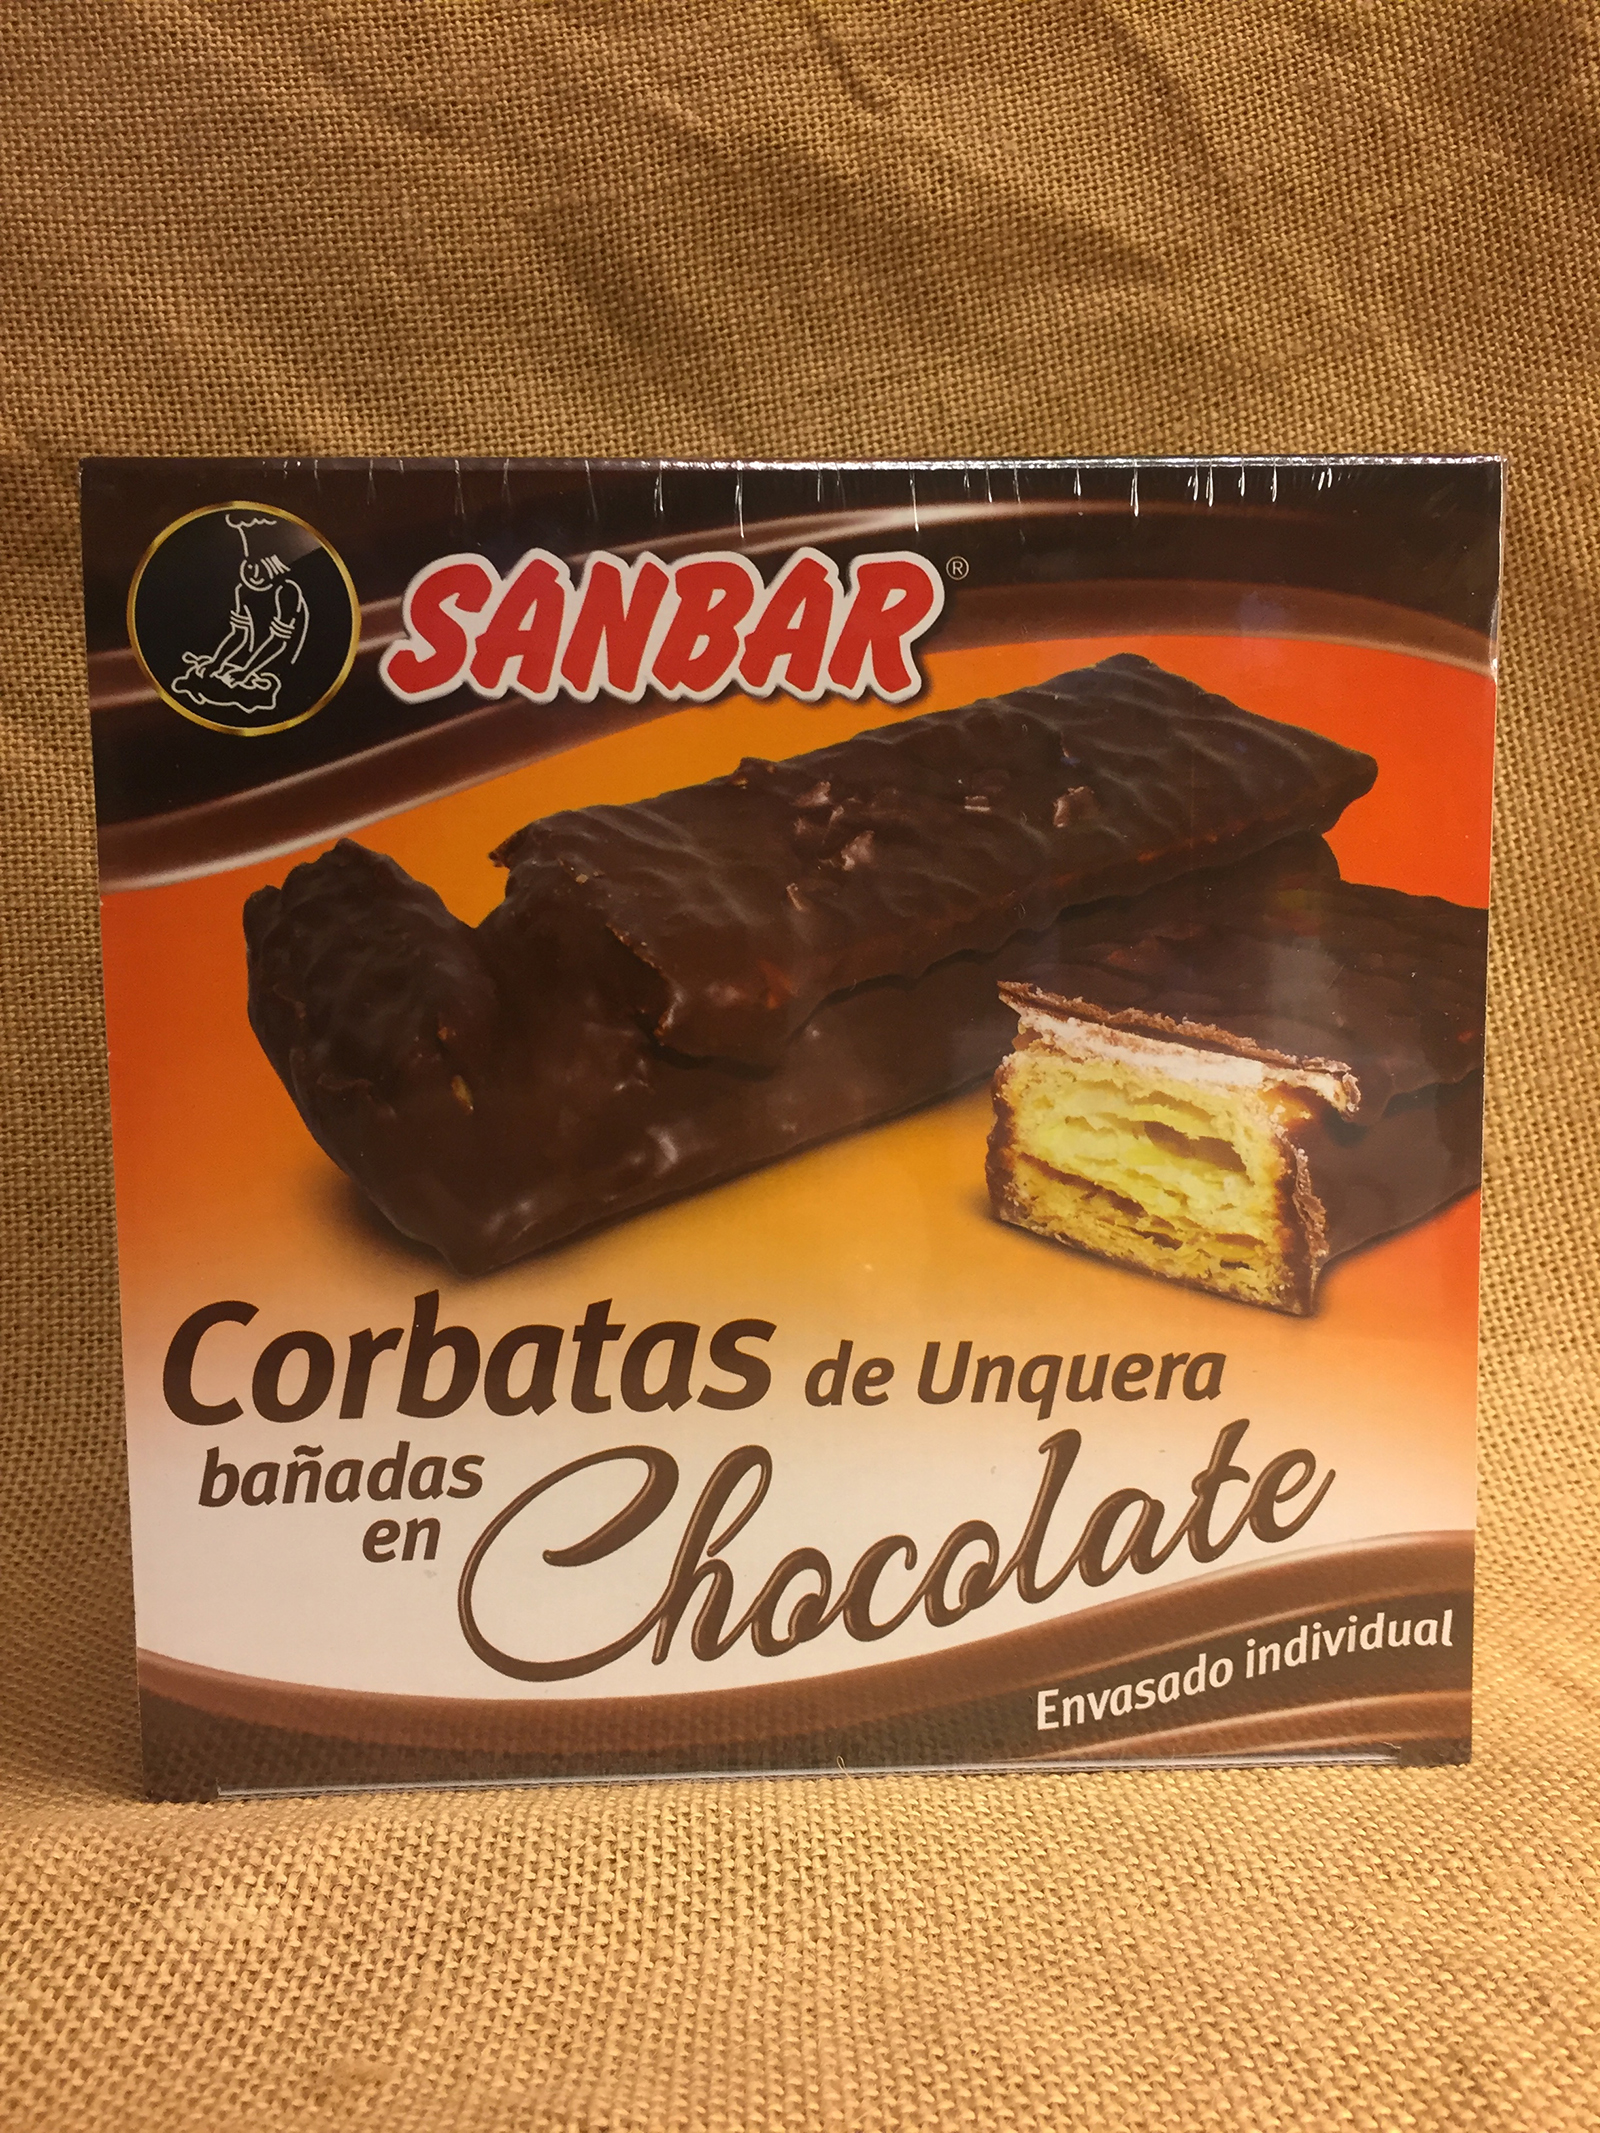 SANBAR®
Corbatas de Unquera
bañadas
en Chocolate
Envasado individual